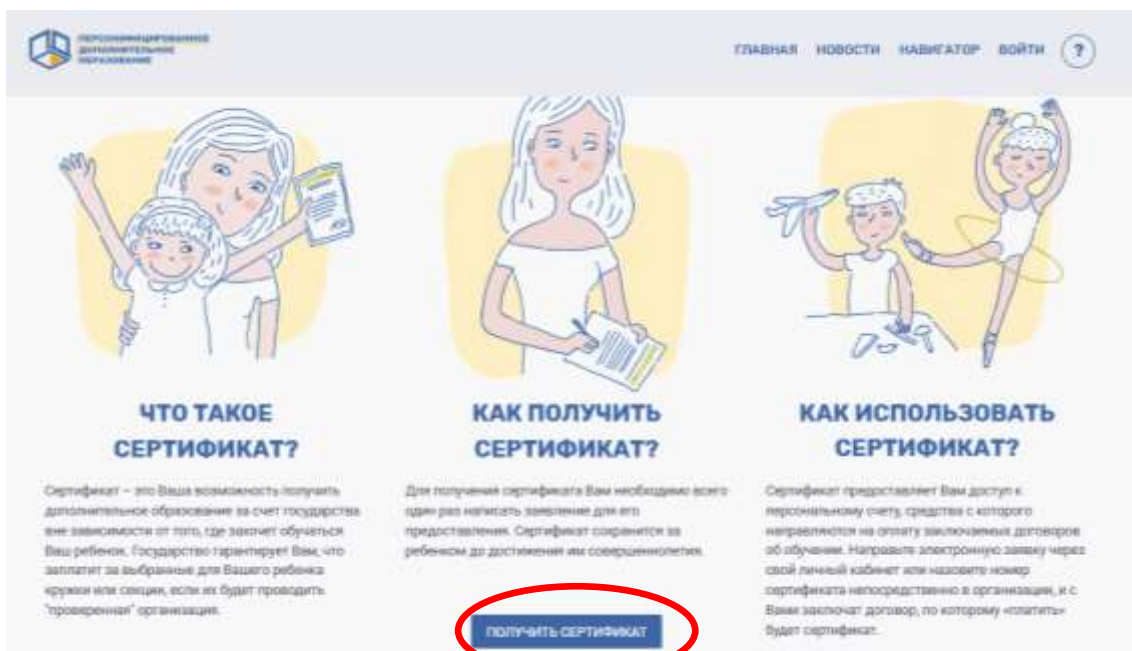 ПЕРСОНИФИЦИРОВАННОЕ
ДОПОЛНИТЕЛЬНОЕ
ОБРАЗОВАНИЕ
ГЛАВНАЯ НОВОСТИ НАВИГАТОР ВОЙТИ ?
ЧТО ТАКОЕ
СЕРТИФИКАТ?
Сертификат – это Ваша возможность получить
дополнительное образование за счет государства
вне зависимости от того, где захочет обучаться
Ваш ребенок. Государство гарантирует Вам, что
заплатит за выбранные для Вашего ребенка
кружки или секции, если их будет проводить
"проверенная" организация.
КАК ПОЛУЧИТЬ
СЕРТИФИКАТ?
Для получения сертификата Вам необходимо всего
один раз написать заявление для его
предоставления. Сертификат сохранится за
ребенком до достижения им совершеннолетия.
ПОЛУЧИТЬ СЕРТИФИКАТ
КАК ИСПОЛЬЗОВАТЬ
СЕРТИФИКАТ?
Сертификат предоставляет Вам доступ к
персональному счету, средства с которого
направляются на оплату заключаемых договоров
об обучении. Направьте электронную заявку через
свой личный кабинет или назовите номер
сертификата непосредственно в организации, и с
Вами заключат договор, по которому «платить»
будет сертификат.